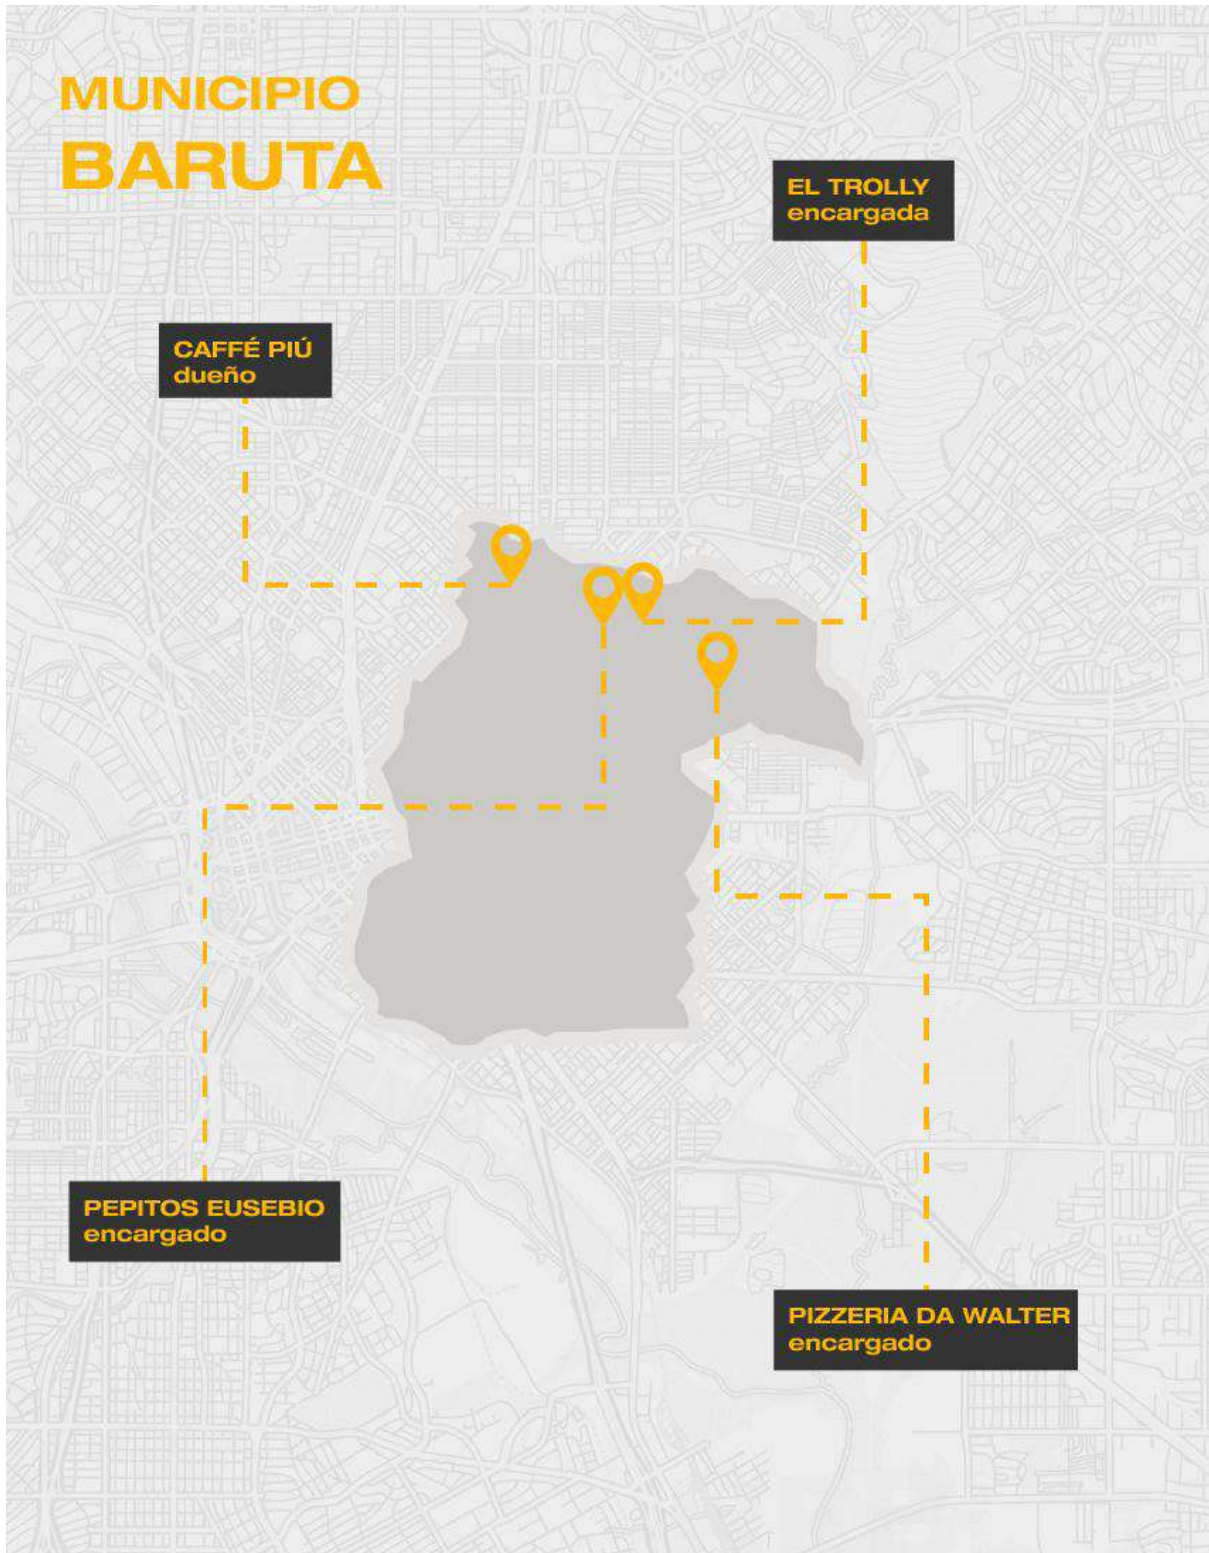 MUNICIPIO
BARUTA
EL TROLLY
encargada
CAFFÉ PIÚ
dueño
PEPITOS EUSEBIO
encargado
PIZZERIA DA WALTER
encargado